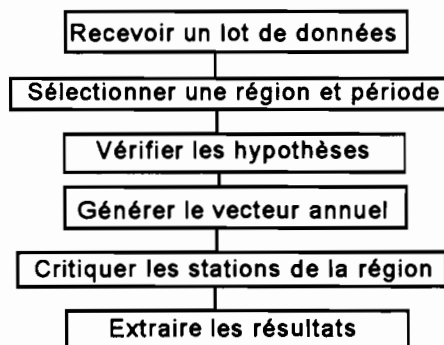 Recevoir un lot de données
Sélectionner une région et période
Vérifier les hypothèses
Générer le vecteur annuel
Critiquer les stations de la région
Extraire les résultats